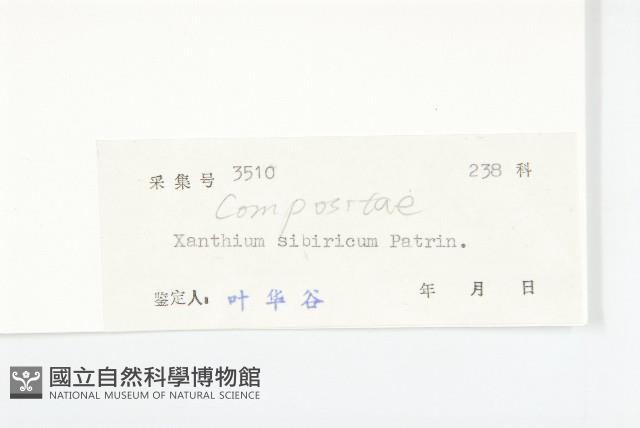 采集号 3510 238 科
Compositae
Xanthium sibiricum Patrin.
鉴定人: 叶华谷 年 月 日
國立自然科學博物館
NATIONAL MUSEUM OF NATURAL SCIENCE